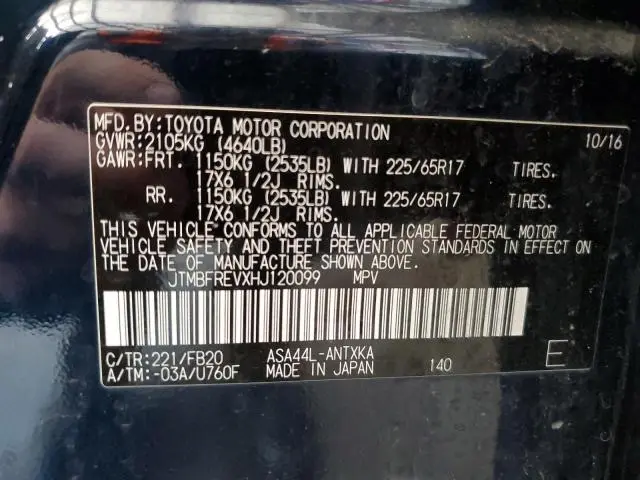 MFD.BY:TOYOTA MOTOR CORPORATION 10/16
GVWR:2105KG (4640LB)
GAWR:FRT. 1150KG (2535LB) WITH 225/65R17 TIRES.
17X6 1/2J RIMS.
RR. 1150KG (2535LB) WITH 225/65R17 TIRES.
17X6 1/2J RIMS.
THIS VEHICLE CONFORMS TO ALL APPLICABLE FEDERAL MOTOR
VEHICLE SAFETY AND THEFT PREVENTION STANDARDS IN EFFECT ON
THE DATE OF MANUFACTURE SHOWN ABOVE.
JTMBFREVXHJ120099 MPV
C/TR:221/FB20 ASA44L-ANTXKA
A/TM:-03A/U760F MADE IN JAPAN 140 E